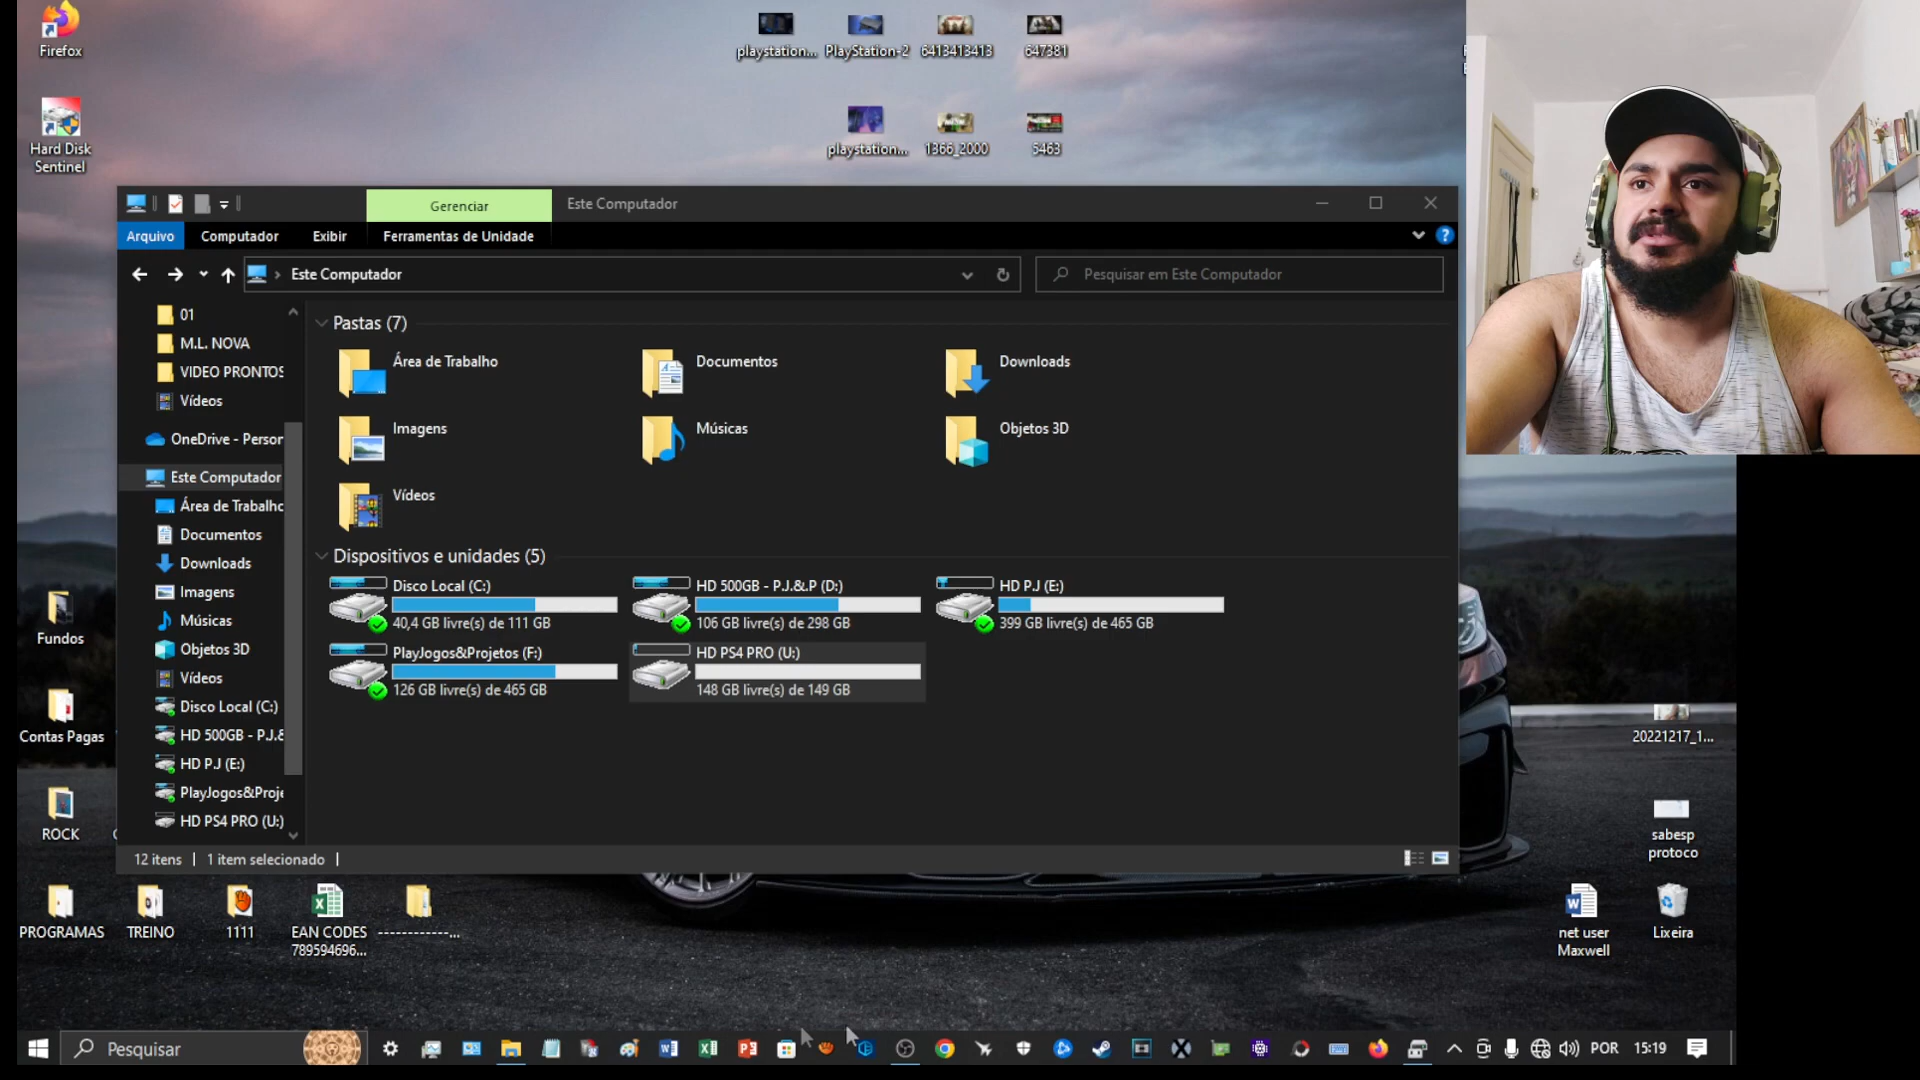 Firefox
Hard Disk
Sentinel
playstation...
PlayStation-2
6413413413
647381
playstation...
1366_2000
5463
Gerenciar
Este Computador
Arquivo
Computador
Exibir
Ferramentas de Unidade
Este Computador
Pesquisar em Este Computador
01
M.L. NOVA
VIDEO PRONTOS
Vídeos
OneDrive - Person
Este Computador
Área de Trabalho
Documentos
Downloads
Imagens
Músicas
Objetos 3D
Vídeos
Disco Local (C:)
HD 500GB - P.J.&
HD P.J (E:)
PlayJogos&Proje
HD PS4 PRO (U:)
Pastas (7)
Área de Trabalho
Documentos
Downloads
Imagens
Músicas
Objetos 3D
Vídeos
Dispositivos e unidades (5)
Disco Local (C:)
40,4 GB livre(s) de 111 GB
HD 500GB - P.J.&.P (D:)
106 GB livre(s) de 298 GB
HD P.J (E:)
399 GB livre(s) de 465 GB
PlayJogos&Projetos (F:)
126 GB livre(s) de 465 GB
HD PS4 PRO (U:)
148 GB livre(s) de 149 GB
12 itens
1 item selecionado
Fundos
Contas Pagas
ROCK
PROGRAMAS
TREINO
1111
EAN CODES
789594696...
------------...
20221217_1...
sabesp
protoco
net user
Maxwell
Lixeira
Pesquisar
POR
15:19